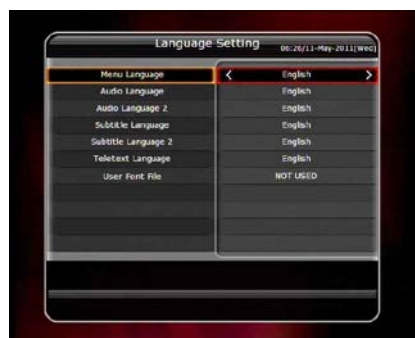 Language Setting 06:26/11-May-2011[Wed]
Menu Language < English >
Audio Language English
Audio Language 2 English
Subtitle Language English
Subtitle Language 2 English
Teletext Language English
User Font File NOT USED